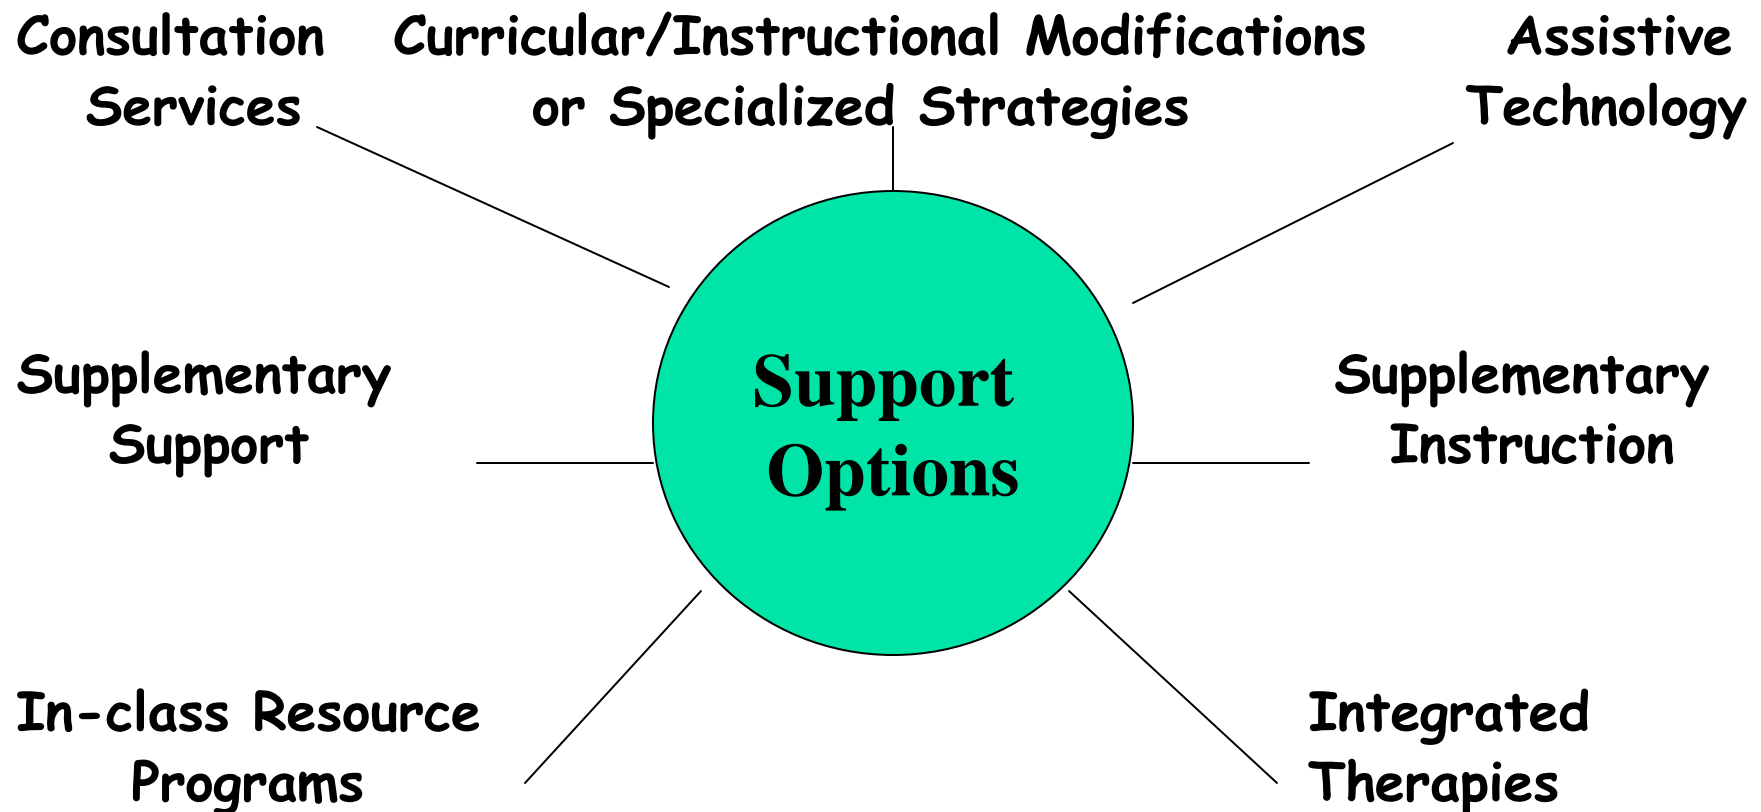 Consultation
Services
Curricular/Instructional Modifications
or Specialized Strategies
Assistive
Technology
Supplementary
Support
Support
Options
Supplementary
Instruction
In-class Resource
Programs
Integrated
Therapies